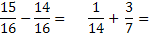 15/16 − 14/16 =   1/14 + 3/7 =